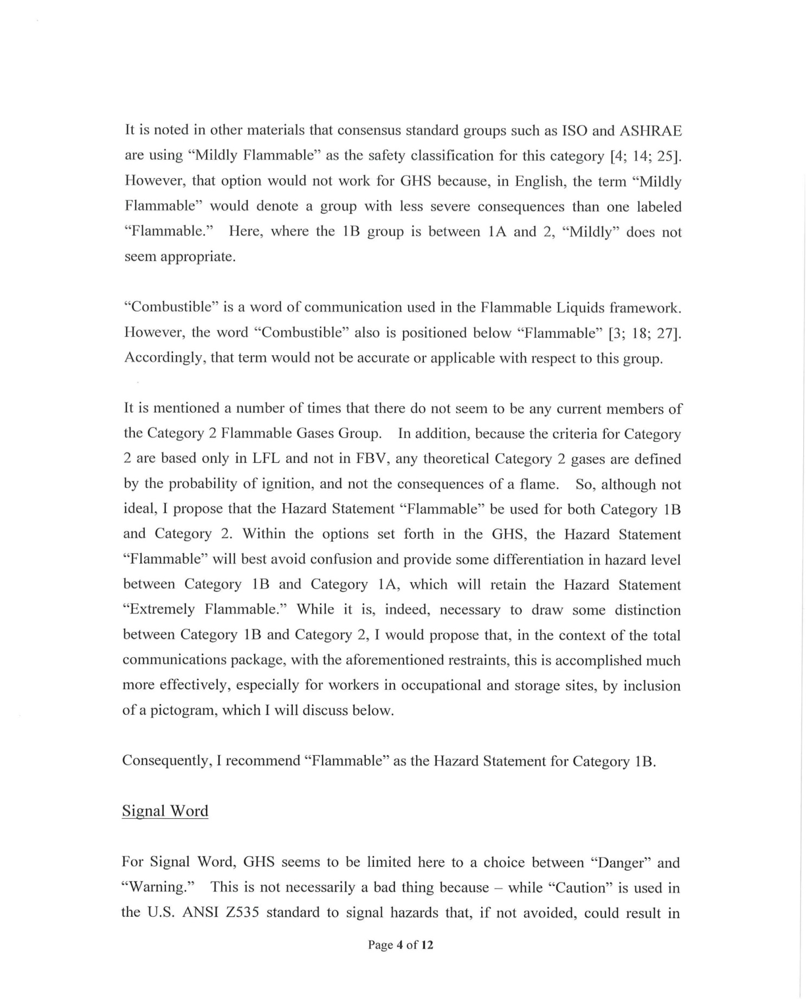 It is noted in other materials that consensus standard groups such as ISO and ASHRAE
are using “Mildly Flammable” as the safety classification for this category [4; 14; 25].
However, that option would not work for GHS because, in English, the term “Mildly
Flammable” would denote a group with less severe consequences than one labeled
“Flammable.” Here, where the 1B group is between 1A and 2, “Mildly” does not
seem appropriate.
“Combustible” is a word of communication used in the Flammable Liquids framework.
However, the word “Combustible” also is positioned below “Flammable” [3; 18; 27].
Accordingly, that term would not be accurate or applicable with respect to this group.
It is mentioned a number of times that there do not seem to be any current members of
the Category 2 Flammable Gases Group. In addition, because the criteria for Category
2 are based only in LFL and not in FBV, any theoretical Category 2 gases are defined
by the probability of ignition, and not the consequences of a flame. So, although not
ideal, I propose that the Hazard Statement “Flammable” be used for both Category 1B
and Category 2. Within the options set forth in the GHS, the Hazard Statement
“Flammable” will best avoid confusion and provide some differentiation in hazard level
between Category 1B and Category 1A, which will retain the Hazard Statement
“Extremely Flammable.” While it is, indeed, necessary to draw some distinction
between Category 1B and Category 2, I would propose that, in the context of the total
communications package, with the aforementioned restraints, this is accomplished much
more effectively, especially for workers in occupational and storage sites, by inclusion
of a pictogram, which I will discuss below.
Consequently, I recommend “Flammable” as the Hazard Statement for Category 1B.
Signal Word
For Signal Word, GHS seems to be limited here to a choice between “Danger” and
“Warning.” This is not necessarily a bad thing because – while “Caution” is used in
the U.S. ANSI Z535 standard to signal hazards that, if not avoided, could result in
Page 4 of 12